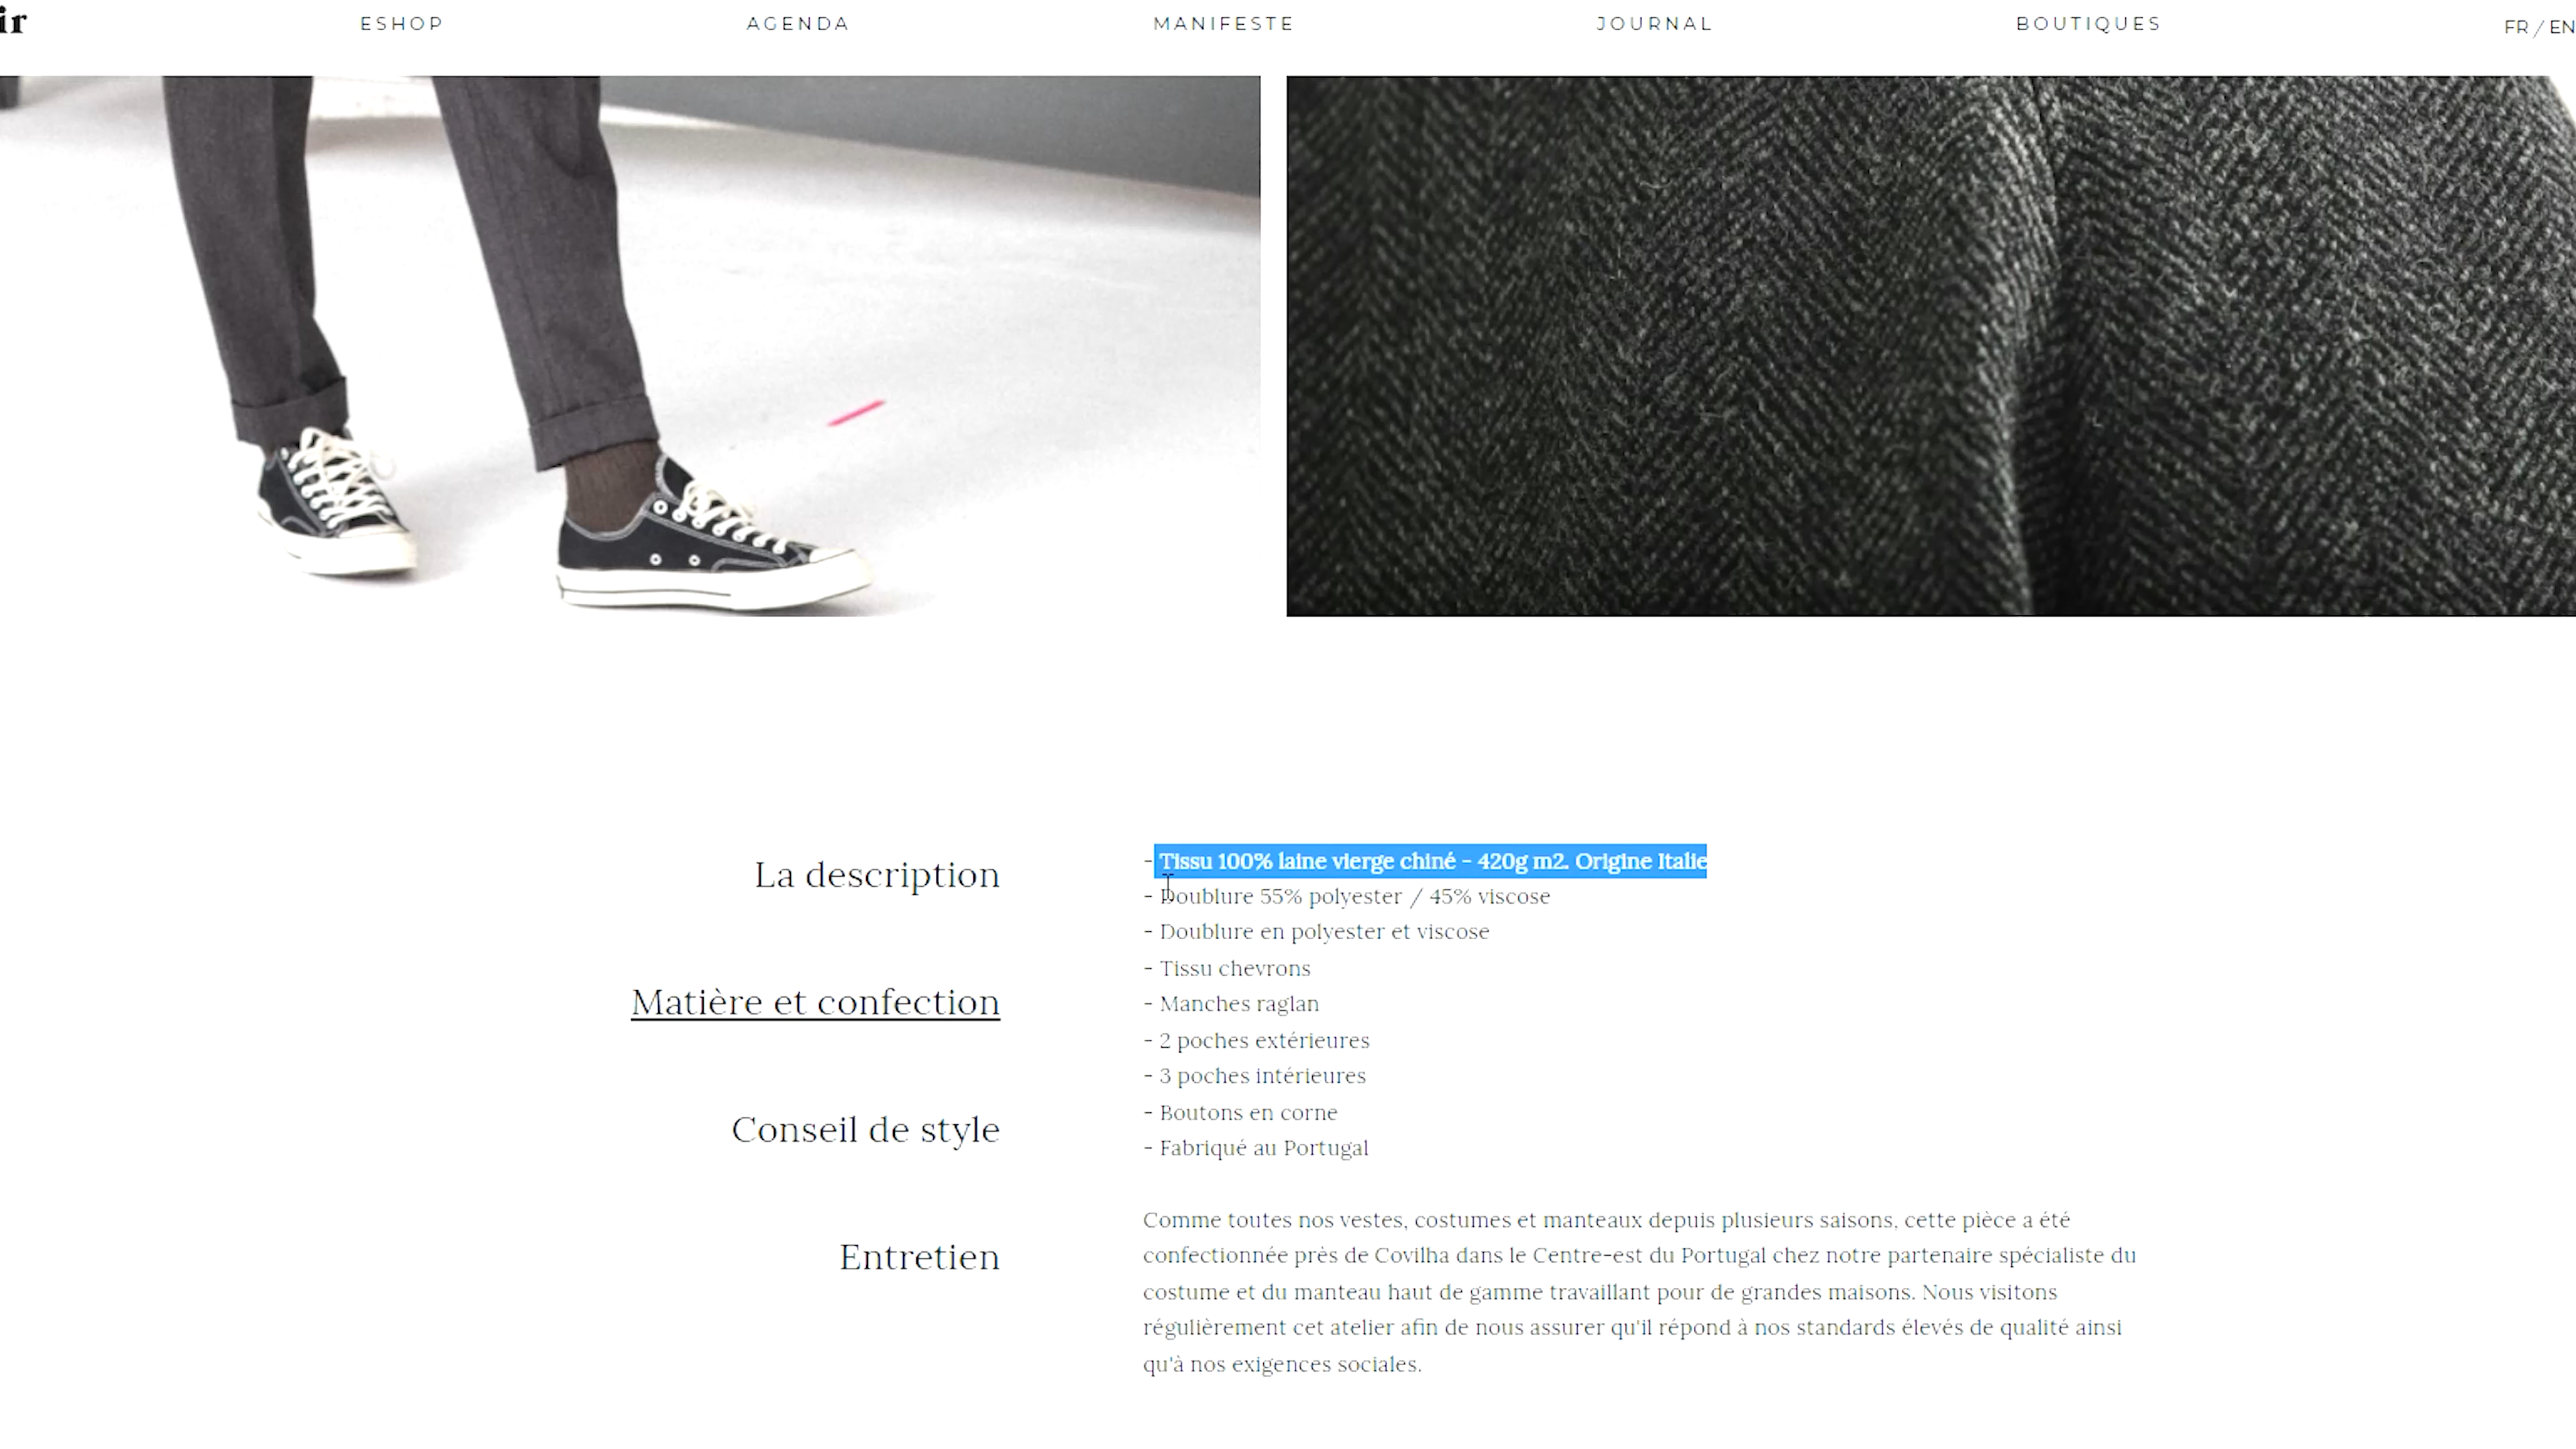 ir
ESHOP
AGENDA
MANIFESTE
JOURNAL
BOUTIQUES
FR / EN
La description
Matière et confection
Conseil de style
Entretien
- Tissu 100% laine vierge chiné - 420g m2. Origine Italie
- Doublure 55% polyester / 45% viscose
- Doublure en polyester et viscose
- Tissu chevrons
- Manches raglan
- 2 poches extérieures
- 3 poches intérieures
- Boutons en corne
- Fabriqué au Portugal
Comme toutes nos vestes, costumes et manteaux depuis plusieurs saisons, cette pièce a été
confectionnée près de Covilha dans le Centre-est du Portugal chez notre partenaire spécialiste du
costume et du manteau haut de gamme travaillant pour de grandes maisons. Nous visitons
régulièrement cet atelier afin de nous assurer qu'il répond à nos standards élevés de qualité ainsi
qu'à nos exigences sociales.